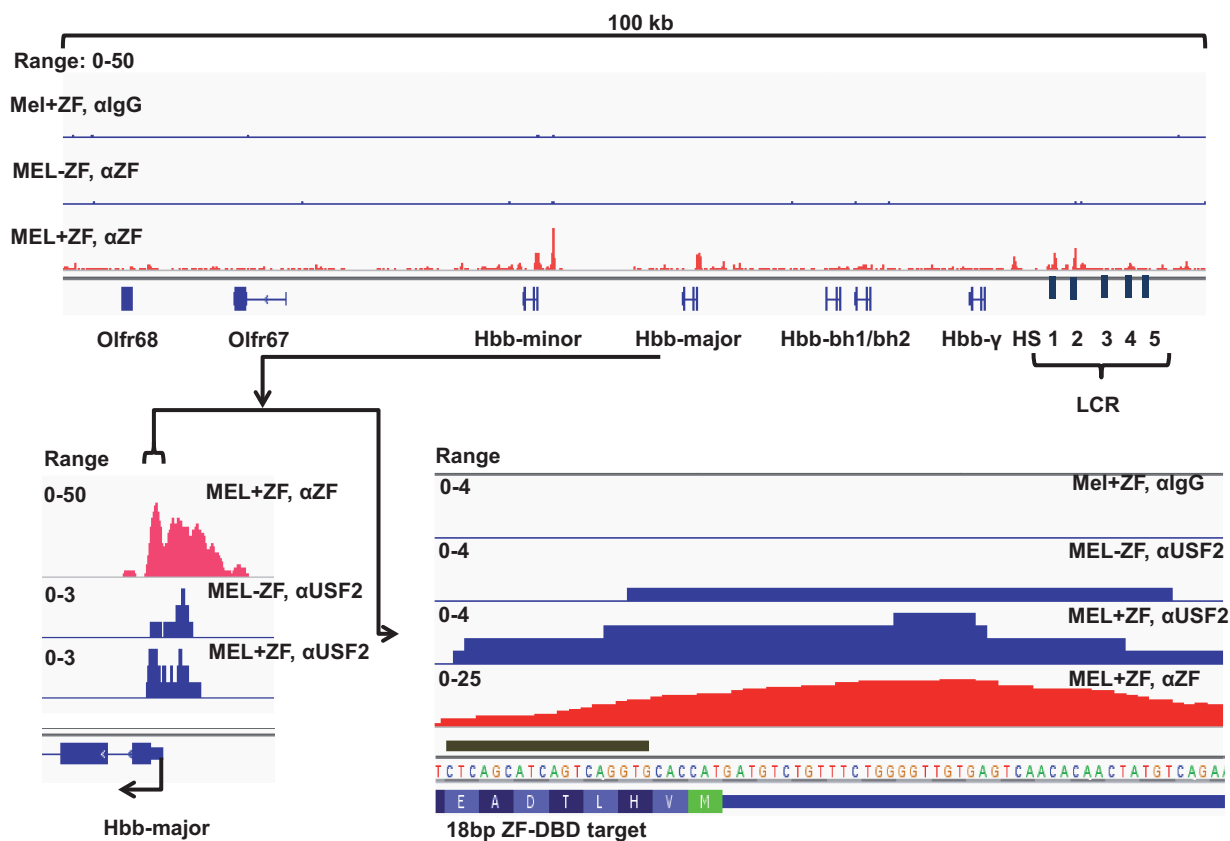 100 kb
Range: 0-50
Mel+ZF, αIgG
MEL-ZF, αZF
MEL+ZF, αZF
Olfr68 Olfr67 Hbb-minor Hbb-major Hbb-bh1/bh2 Hbb-γ HS 1 2 3 4 5
LCR
Range
0-50 MEL+ZF, αZF
0-3 MEL-ZF, αUSF2
0-3 MEL+ZF, αUSF2
Hbb-major
Range
0-4 Mel+ZF, αIgG
0-4 MEL-ZF, αUSF2
0-4 MEL+ZF, αUSF2
0-25 MEL+ZF, αZF
TCTCAGCATCAGTCAGGTGCACCATGATGTCTGTTTCTGGGGTTGTGAGTCAACACAACTATGTCAGAA
E A D T L H V M
18bp ZF-DBD target